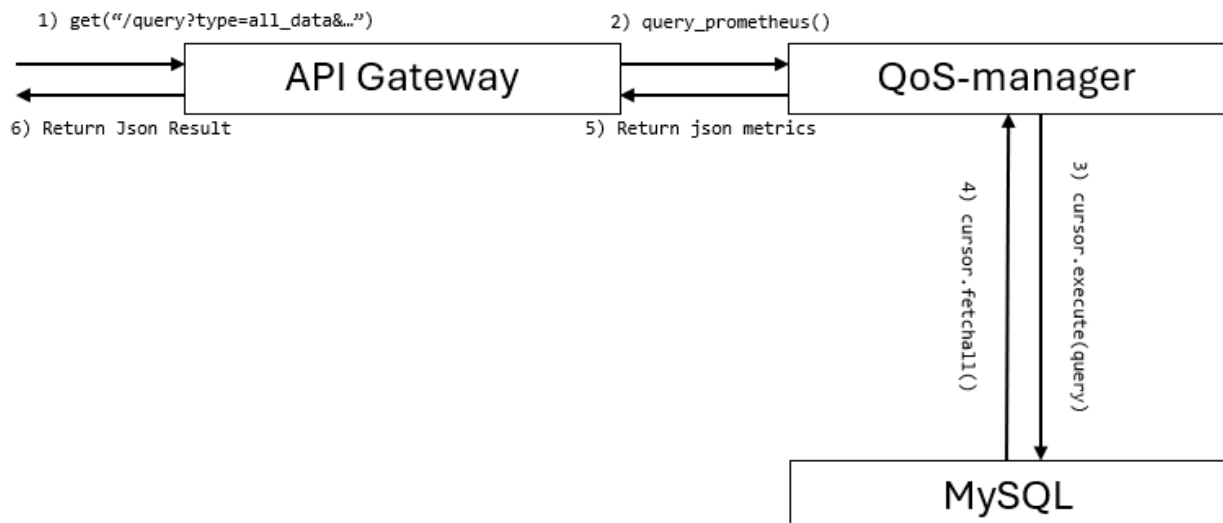 1) get(“/query?type=all_data&…”)
2) query_prometheus()
API Gateway
QoS-manager
6) Return Json Result
5) Return json metrics
4) cursor.fetchall()
3) cursor.execute(query)
MySQL